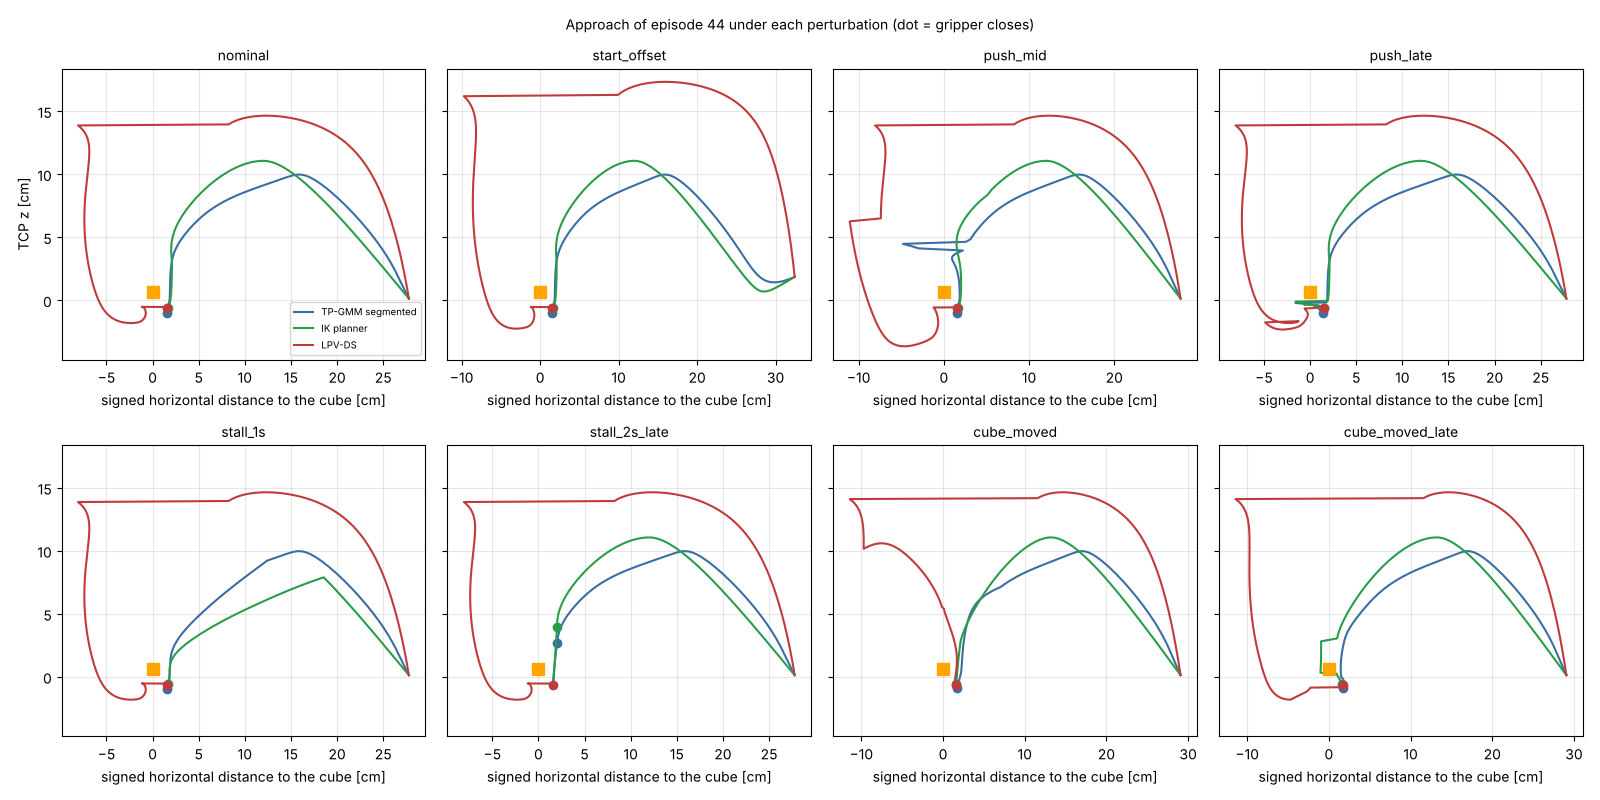 Approach of episode 44 under each perturbation (dot = gripper closes)
nominal
start_offset
push_mid
push_late
TCP z [cm]
15
10
5
0
TP-GMM segmented
IK planner
LPV-DS
−5 0 5 10 15 20 25
−10 0 10 20 30
−10 0 10 20
−5 0 5 10 15 20 25
signed horizontal distance to the cube [cm]
signed horizontal distance to the cube [cm]
signed horizontal distance to the cube [cm]
signed horizontal distance to the cube [cm]
stall_1s
stall_2s_late
cube_moved
cube_moved_late
15
10
5
0
−5 0 5 10 15 20 25
−5 0 5 10 15 20 25
−10 0 10 20 30
−10 0 10 20 30
signed horizontal distance to the cube [cm]
signed horizontal distance to the cube [cm]
signed horizontal distance to the cube [cm]
signed horizontal distance to the cube [cm]